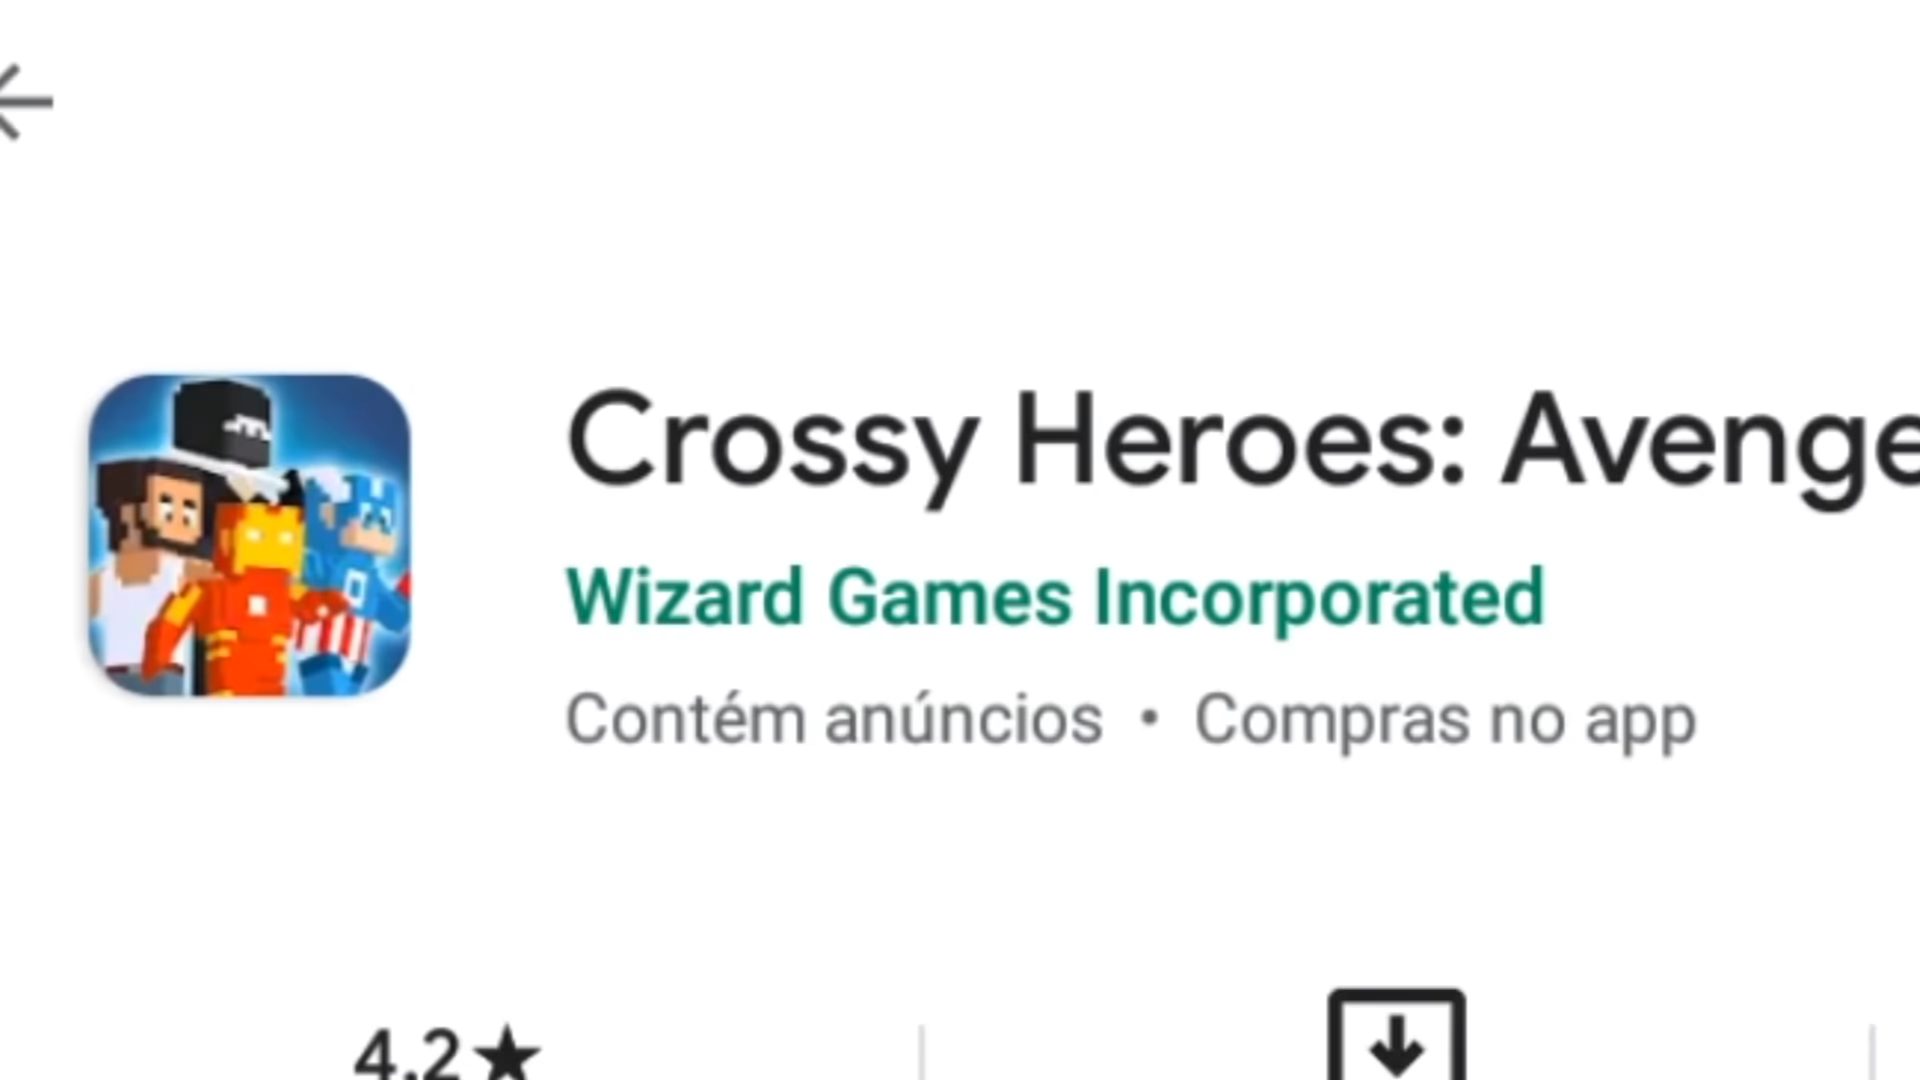 Crossy Heroes: Avenge
Wizard Games Incorporated
Contém anúncios • Compras no app
4.2★